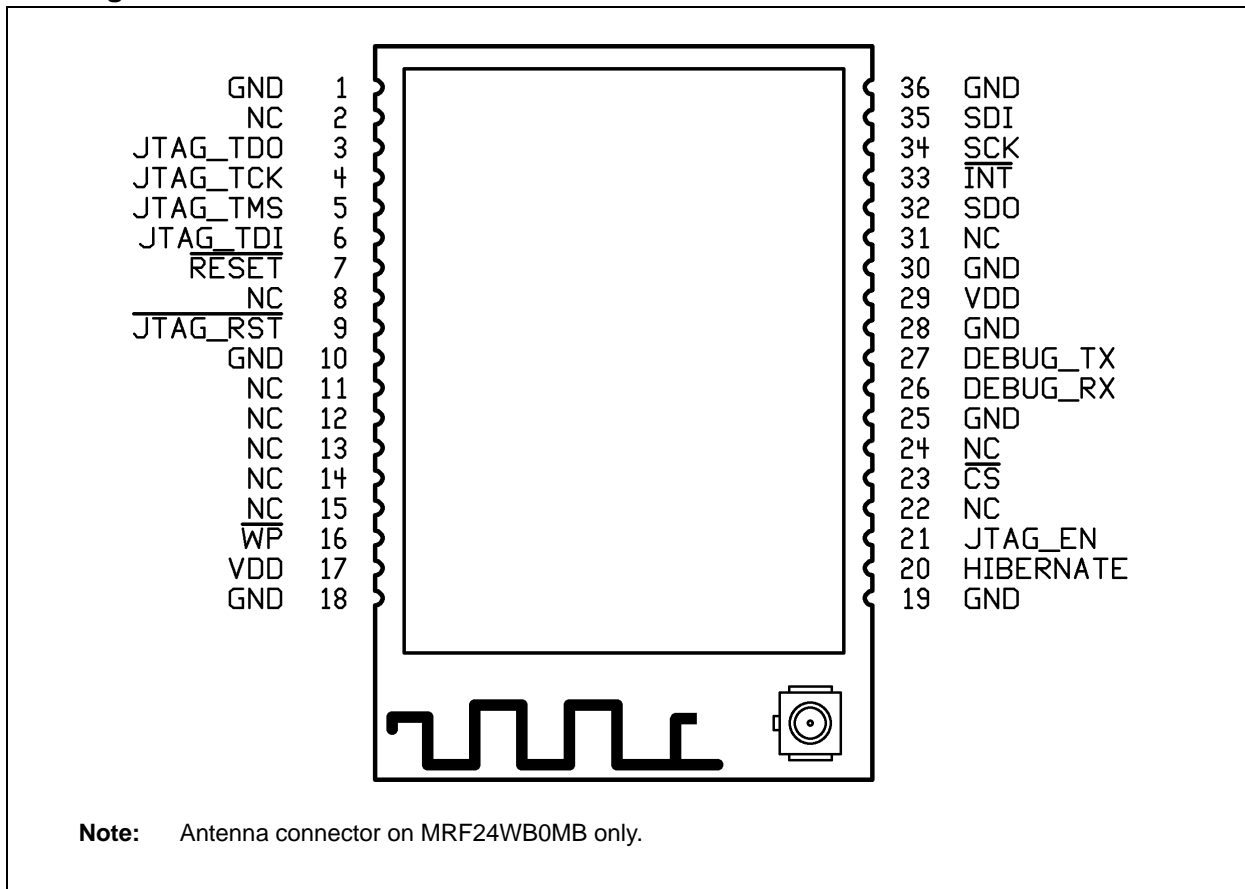 GND 1
NC 2
JTAG_TDO 3
JTAG_TCK 4
JTAG_TMS 5
JTAG_TDI 6
RESET 7
NC 8
JTAG_RST 9
GND 10
NC 11
NC 12
NC 13
NC 14
NC 15
WP 16
VDD 17
GND 18
36 GND
35 SDI
34 SCK
33 INT
32 SDO
31 NC
30 GND
29 VDD
28 GND
27 DEBUG_TX
26 DEBUG_RX
25 GND
24 NC
23 CS
22 NC
21 JTAG_EN
20 HIBERNATE
19 GND
Note: Antenna connector on MRF24WB0MB only.